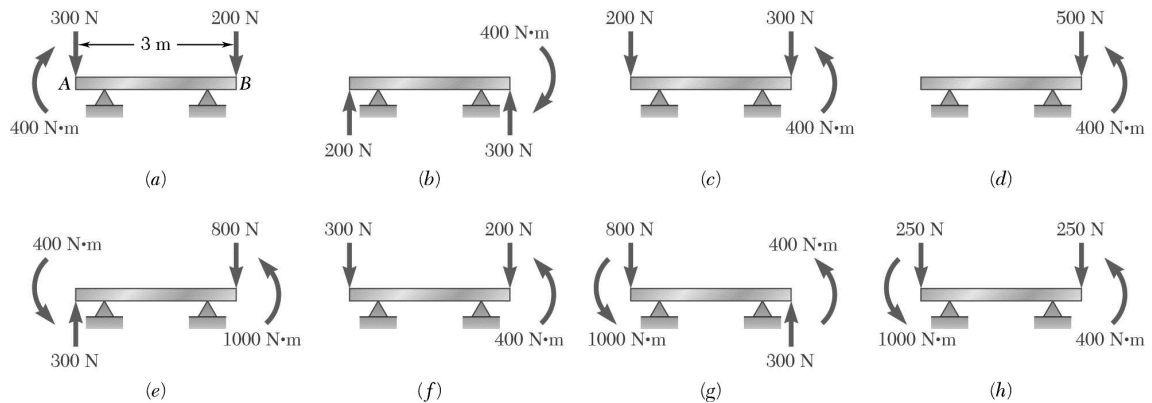 300 N 200 N
3 m
A B
400 N•m
(a)
400 N•m
200 N 300 N
(b)
200 N 300 N
400 N•m
(c)
500 N
400 N•m
(d)
800 N
400 N•m
1000 N•m
300 N
(e)
300 N 200 N
400 N•m
(f)
800 N 400 N•m
1000 N•m
300 N
(g)
250 N 250 N
1000 N•m 400 N•m
(h)